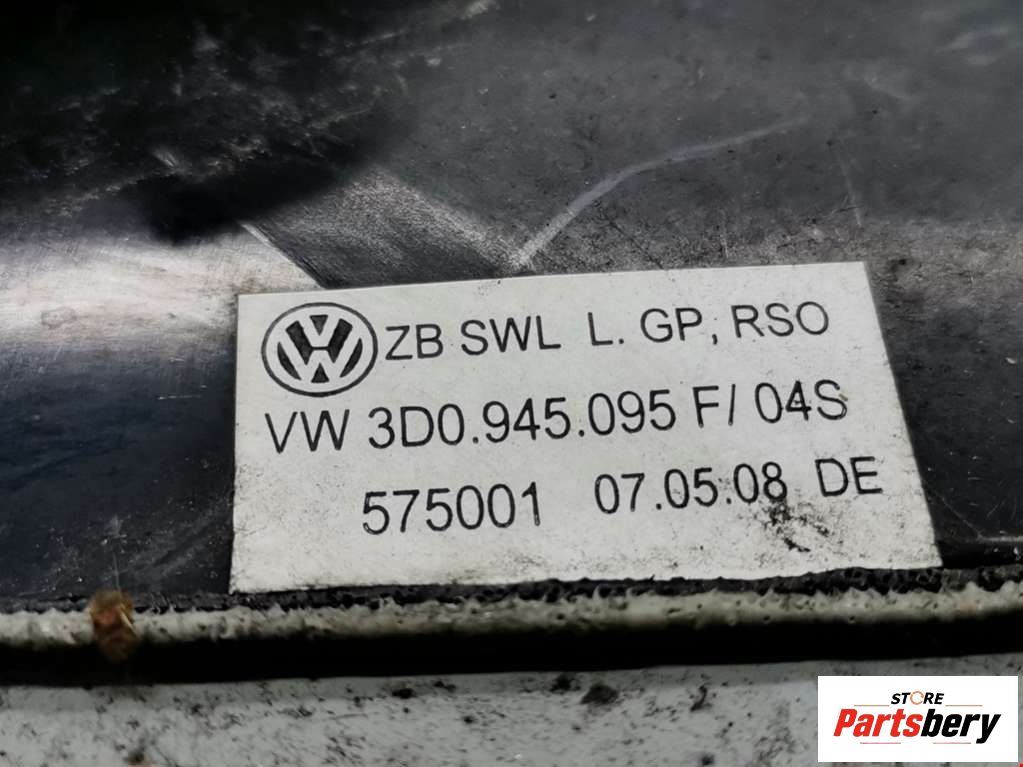 ZB SWL L. GP, RSO
VW 3D0.945.095 F/ 04S
575001 07.05.08 DE
STORE
Partsbery